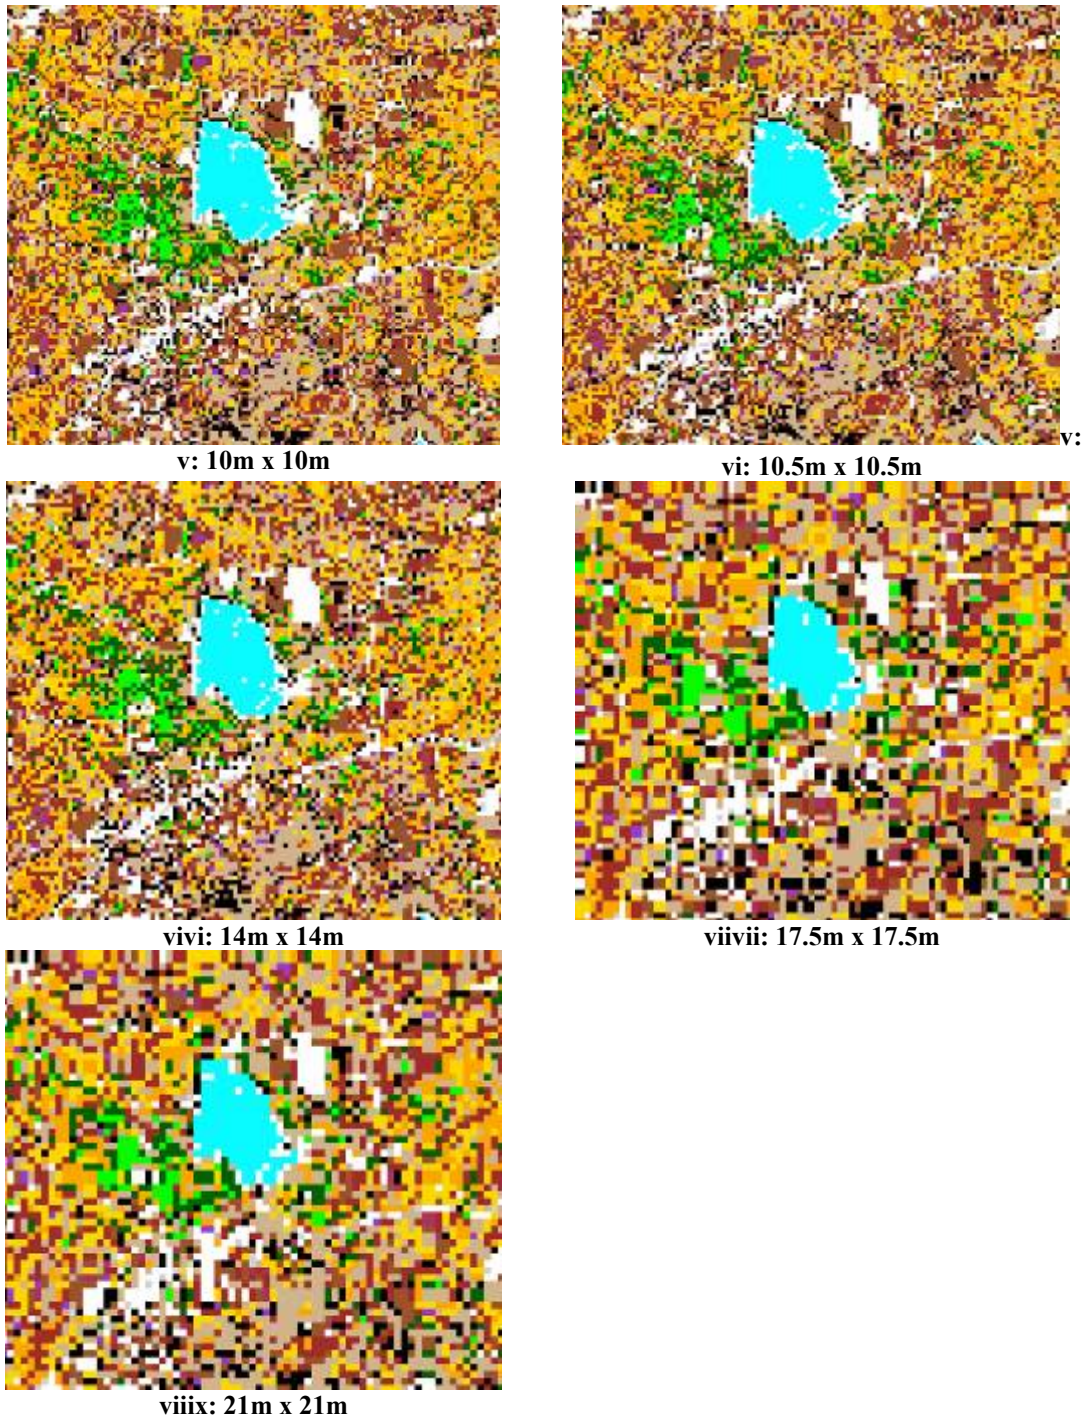 v: 10m x 10m
v:
vi: 10.5m x 10.5m
vivi: 14m x 14m
viivii: 17.5m x 17.5m
viiix: 21m x 21m